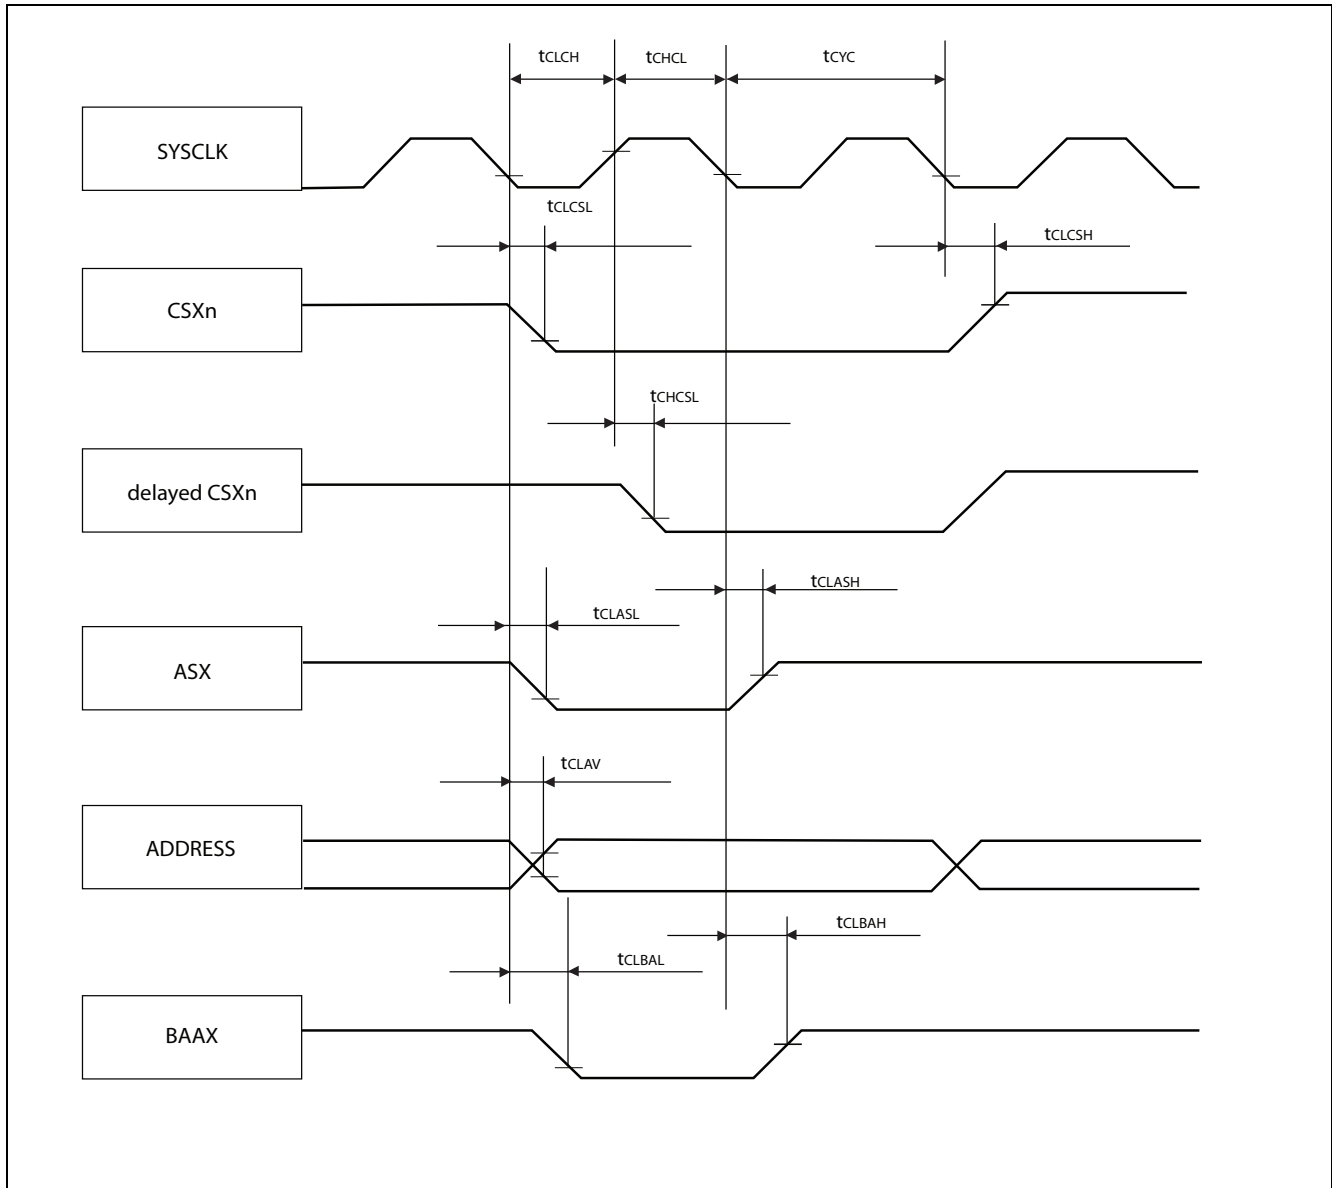 tCLCH tCHCL tCYC
SYSCLK
tCLCSL
tCLCSH
CSXn
tCHCSL
delayed CSXn
tCLASH
tCLASL
ASX
tCLAV
ADDRESS
tCLBAH
tCLBAL
BAAX